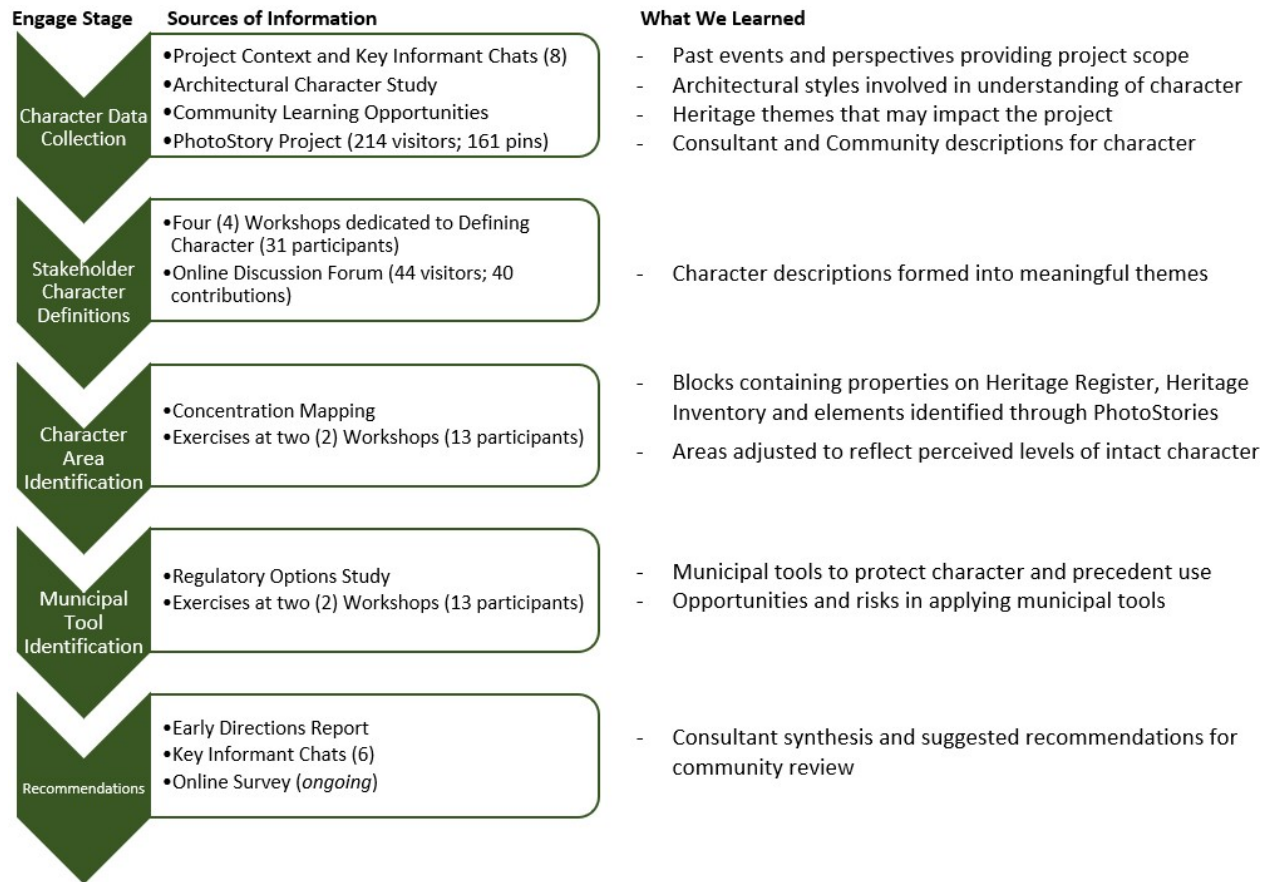 Engage Stage Sources of Information What We Learned
Character Data
Collection
•Project Context and Key Informant Chats (8)
•Architectural Character Study
•Community Learning Opportunities
•PhotoStory Project (214 visitors; 161 pins)
- Past events and perspectives providing project scope
- Architectural styles involved in understanding of character
- Heritage themes that may impact the project
- Consultant and Community descriptions for character
Stakeholder
Character
Definitions
•Four (4) Workshops dedicated to Defining
Character (31 participants)
•Online Discussion Forum (44 visitors; 40
contributions)
- Character descriptions formed into meaningful themes
Character
Area
Identification
•Concentration Mapping
•Exercises at two (2) Workshops (13 participants)
- Blocks containing properties on Heritage Register, Heritage
Inventory and elements identified through PhotoStories
- Areas adjusted to reflect perceived levels of intact character
Municipal
Tool
Identification
•Regulatory Options Study
•Exercises at two (2) Workshops (13 participants)
- Municipal tools to protect character and precedent use
- Opportunities and risks in applying municipal tools
Recommendations
•Early Directions Report
•Key Informant Chats (6)
•Online Survey (ongoing)
- Consultant synthesis and suggested recommendations for
community review